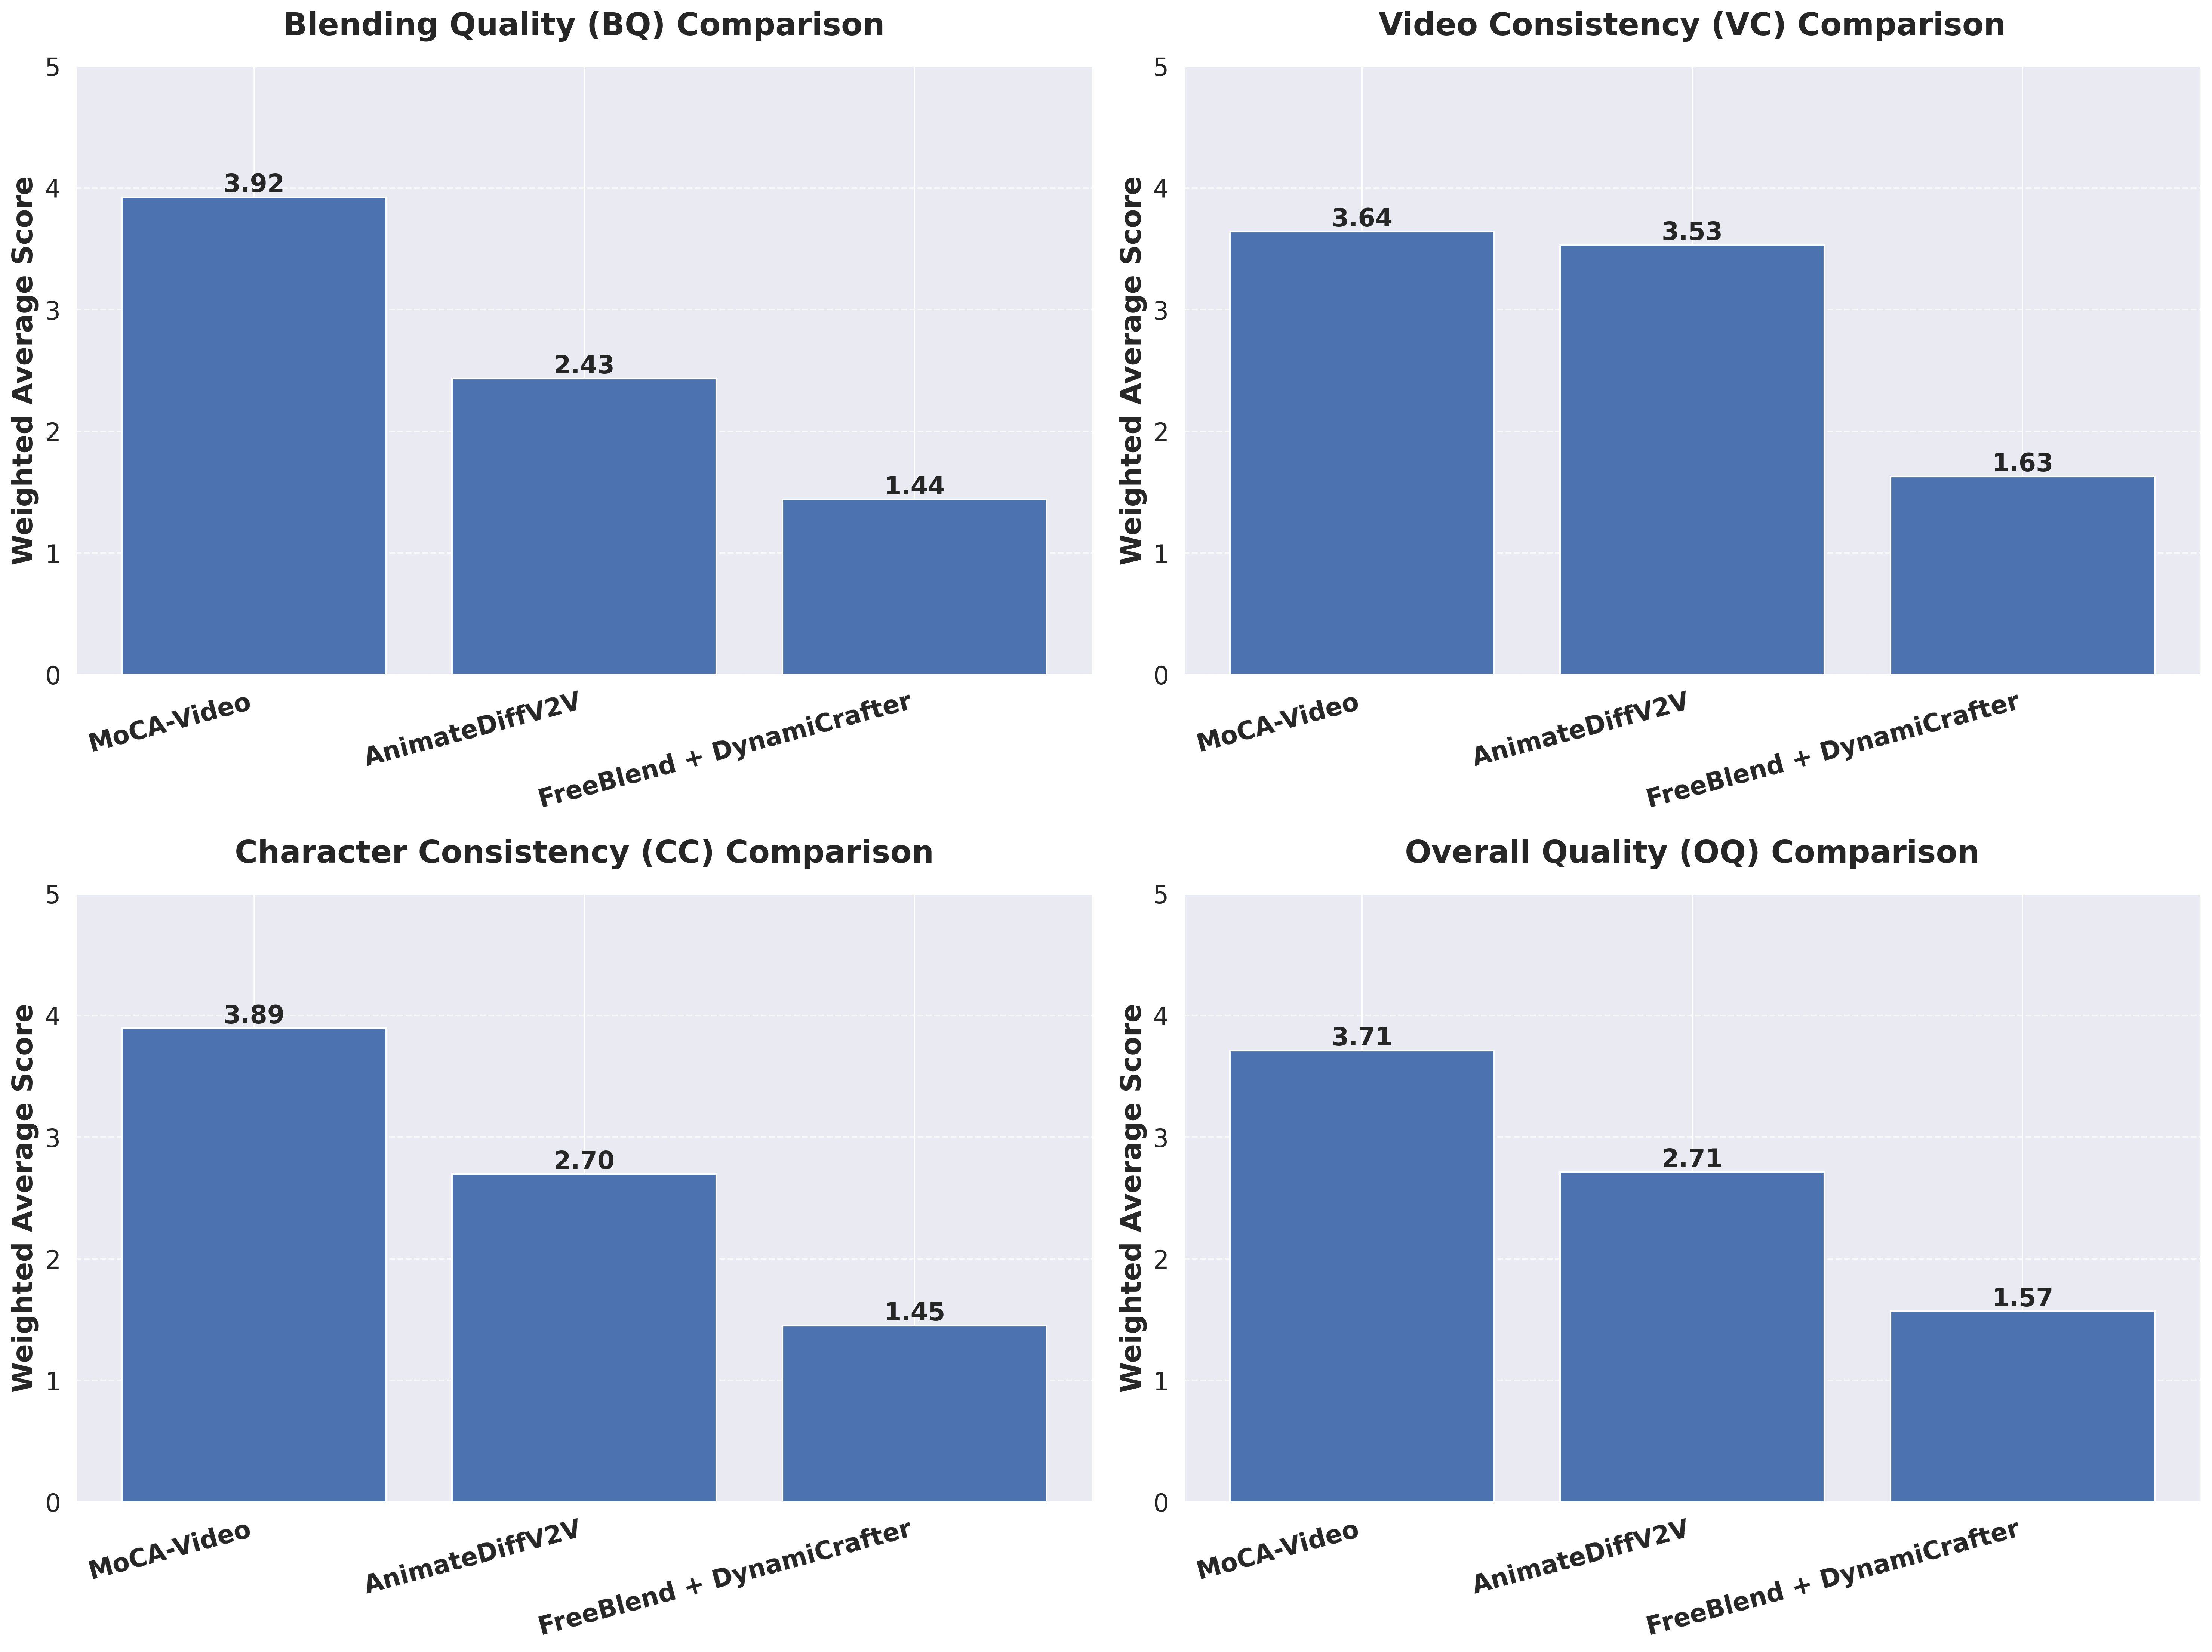 Blending Quality (BQ) Comparison
Weighted Average Score
5
4
3
2
1
0
3.92
2.43
1.44
MoCA-Video
AnimateDiffV2V
FreeBlend + DynamiCrafter
Video Consistency (VC) Comparison
Weighted Average Score
5
4
3
2
1
0
3.64
3.53
1.63
MoCA-Video
AnimateDiffV2V
FreeBlend + DynamiCrafter
Character Consistency (CC) Comparison
Weighted Average Score
5
4
3
2
1
0
3.89
2.70
1.45
MoCA-Video
AnimateDiffV2V
FreeBlend + DynamiCrafter
Overall Quality (OQ) Comparison
Weighted Average Score
5
4
3
2
1
0
3.71
2.71
1.57
MoCA-Video
AnimateDiffV2V
FreeBlend + DynamiCrafter